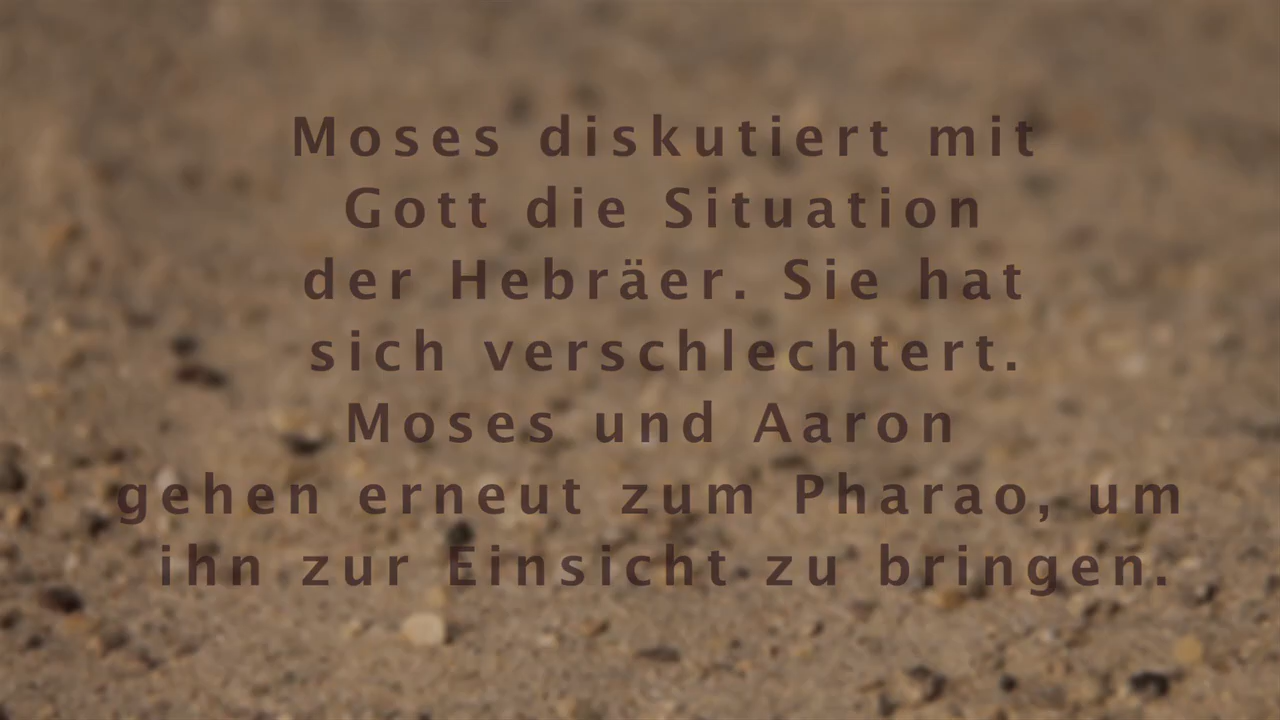 Moses diskutiert mit
Gott die Situation
der Hebräer. Sie hat
sich verschlechtert.
Moses und Aaron
gehen erneut zum Pharao, um
ihn zur Einsicht zu bringen.